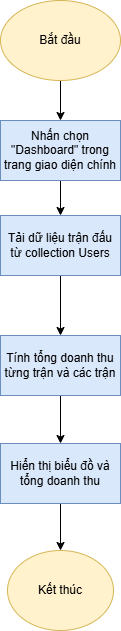 Bắt đầu
Nhấn chọn
"Dashboard" trong
trang giao diện chính
Tải dữ liệu trận đấu
từ collection Users
Tính tổng doanh thu
từng trận và các trận
Hiển thị biểu đồ và
tổng doanh thu
Kết thúc